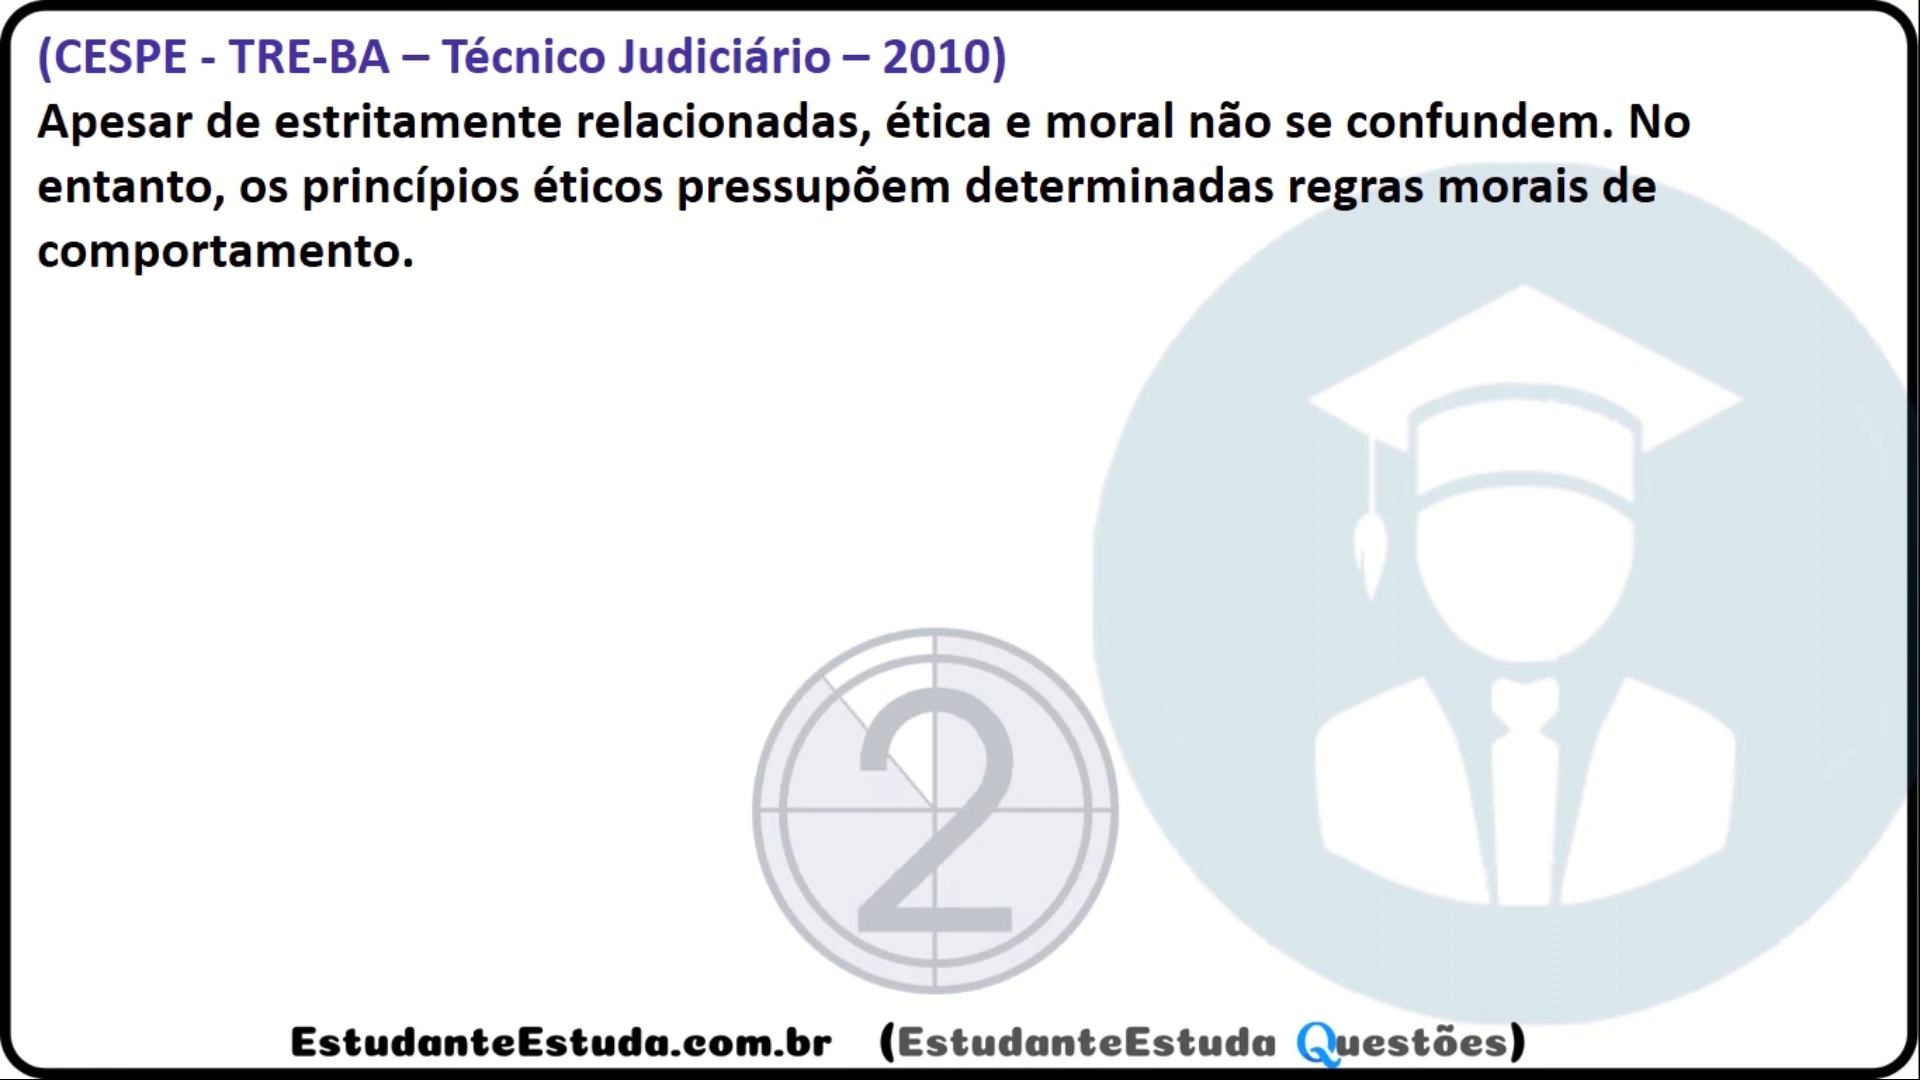 (CESPE - TRE-BA – Técnico Judiciário – 2010)
Apesar de estritamente relacionadas, ética e moral não se confundem. No
entanto, os princípios éticos pressupõem determinadas regras morais de
comportamento.
2
EstudanteEstuda.com.br (EstudanteEstuda Questões)